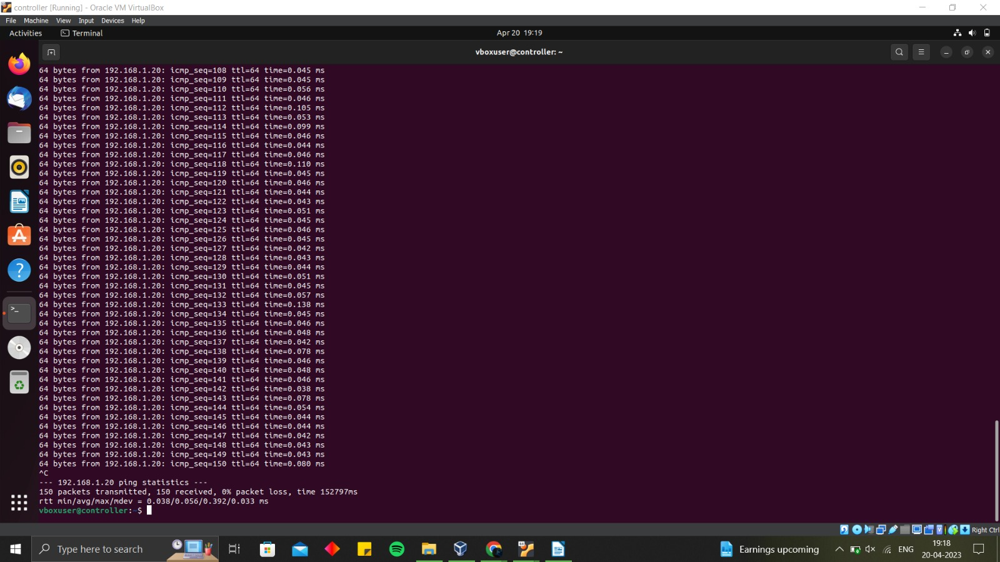 controller [Running] - Oracle VM VirtualBox
File Machine View Input Devices Help
Activities Terminal Apr 20 19:19
vboxuser@controller: ~
64 bytes from 192.168.1.20: icmp_seq=108 ttl=64 time=0.045 ms
64 bytes from 192.168.1.20: icmp_seq=109 ttl=64 time=0.045 ms
64 bytes from 192.168.1.20: icmp_seq=110 ttl=64 time=0.056 ms
64 bytes from 192.168.1.20: icmp_seq=111 ttl=64 time=0.046 ms
64 bytes from 192.168.1.20: icmp_seq=112 ttl=64 time=0.105 ms
64 bytes from 192.168.1.20: icmp_seq=113 ttl=64 time=0.053 ms
64 bytes from 192.168.1.20: icmp_seq=114 ttl=64 time=0.099 ms
64 bytes from 192.168.1.20: icmp_seq=115 ttl=64 time=0.046 ms
64 bytes from 192.168.1.20: icmp_seq=116 ttl=64 time=0.044 ms
64 bytes from 192.168.1.20: icmp_seq=117 ttl=64 time=0.046 ms
64 bytes from 192.168.1.20: icmp_seq=118 ttl=64 time=0.110 ms
64 bytes from 192.168.1.20: icmp_seq=119 ttl=64 time=0.045 ms
64 bytes from 192.168.1.20: icmp_seq=120 ttl=64 time=0.046 ms
64 bytes from 192.168.1.20: icmp_seq=121 ttl=64 time=0.044 ms
64 bytes from 192.168.1.20: icmp_seq=122 ttl=64 time=0.043 ms
64 bytes from 192.168.1.20: icmp_seq=123 ttl=64 time=0.051 ms
64 bytes from 192.168.1.20: icmp_seq=124 ttl=64 time=0.045 ms
64 bytes from 192.168.1.20: icmp_seq=125 ttl=64 time=0.046 ms
64 bytes from 192.168.1.20: icmp_seq=126 ttl=64 time=0.045 ms
64 bytes from 192.168.1.20: icmp_seq=127 ttl=64 time=0.042 ms
64 bytes from 192.168.1.20: icmp_seq=128 ttl=64 time=0.043 ms
64 bytes from 192.168.1.20: icmp_seq=129 ttl=64 time=0.044 ms
64 bytes from 192.168.1.20: icmp_seq=130 ttl=64 time=0.051 ms
64 bytes from 192.168.1.20: icmp_seq=131 ttl=64 time=0.045 ms
64 bytes from 192.168.1.20: icmp_seq=132 ttl=64 time=0.057 ms
64 bytes from 192.168.1.20: icmp_seq=133 ttl=64 time=0.138 ms
64 bytes from 192.168.1.20: icmp_seq=134 ttl=64 time=0.045 ms
64 bytes from 192.168.1.20: icmp_seq=135 ttl=64 time=0.046 ms
64 bytes from 192.168.1.20: icmp_seq=136 ttl=64 time=0.048 ms
64 bytes from 192.168.1.20: icmp_seq=137 ttl=64 time=0.042 ms
64 bytes from 192.168.1.20: icmp_seq=138 ttl=64 time=0.078 ms
64 bytes from 192.168.1.20: icmp_seq=139 ttl=64 time=0.046 ms
64 bytes from 192.168.1.20: icmp_seq=140 ttl=64 time=0.048 ms
64 bytes from 192.168.1.20: icmp_seq=141 ttl=64 time=0.046 ms
64 bytes from 192.168.1.20: icmp_seq=142 ttl=64 time=0.038 ms
64 bytes from 192.168.1.20: icmp_seq=143 ttl=64 time=0.078 ms
64 bytes from 192.168.1.20: icmp_seq=144 ttl=64 time=0.054 ms
64 bytes from 192.168.1.20: icmp_seq=145 ttl=64 time=0.044 ms
64 bytes from 192.168.1.20: icmp_seq=146 ttl=64 time=0.044 ms
64 bytes from 192.168.1.20: icmp_seq=147 ttl=64 time=0.042 ms
64 bytes from 192.168.1.20: icmp_seq=148 ttl=64 time=0.043 ms
64 bytes from 192.168.1.20: icmp_seq=149 ttl=64 time=0.043 ms
64 bytes from 192.168.1.20: icmp_seq=150 ttl=64 time=0.080 ms
^C
--- 192.168.1.20 ping statistics ---
150 packets transmitted, 150 received, 0% packet loss, time 152797ms
rtt min/avg/max/mdev = 0.038/0.056/0.392/0.033 ms
vboxuser@controller:~$
Right Ctrl
Type here to search Earnings upcoming ENG 19:18
20-04-2023